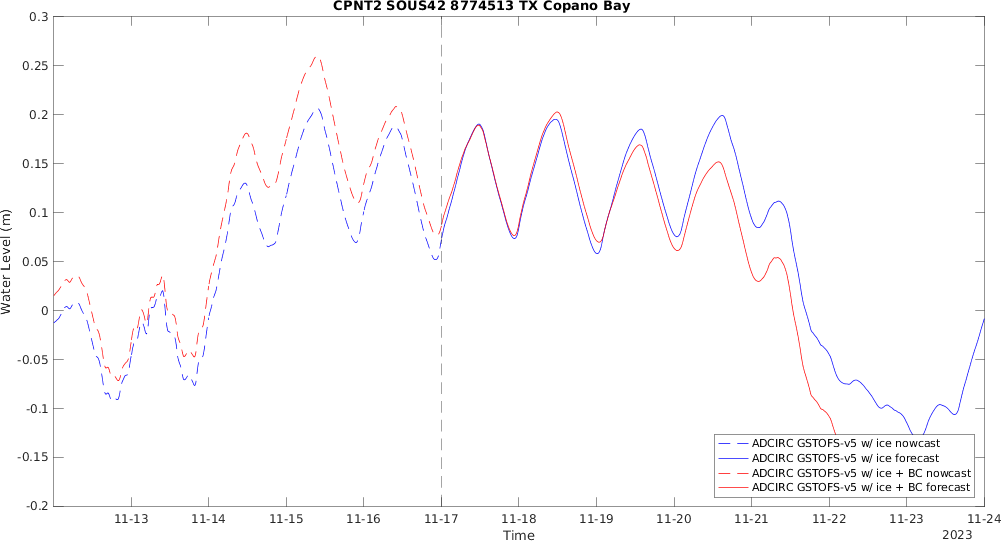 CPNT2 SOUS42 8774513 TX Copano Bay
0.3
0.25
0.2
0.15
0.1
0.05
0
-0.05
-0.1
-0.15
-0.2
Water Level (m)
ADCIRC GSTOFS-v5 w/ ice nowcast
ADCIRC GSTOFS-v5 w/ ice forecast
ADCIRC GSTOFS-v5 w/ ice + BC nowcast
ADCIRC GSTOFS-v5 w/ ice + BC forecast
11-13 11-14 11-15 11-16 11-17 11-18 11-19 11-20 11-21 11-22 11-23 11-24
Time
2023